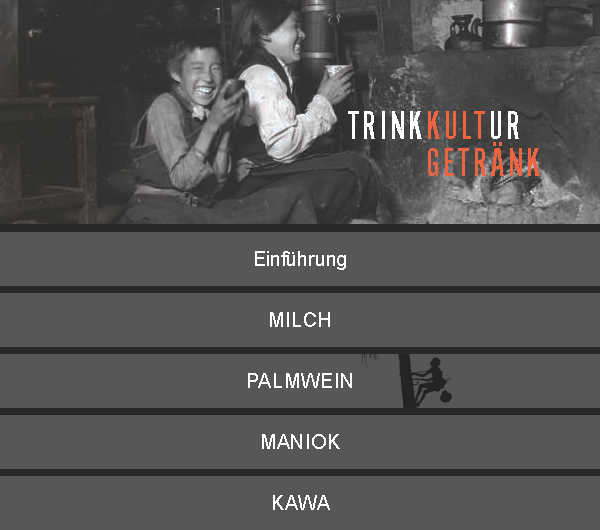 TRINKKULTUR
GETRÄNK
Einführung
MILCH
PALMWEIN
MANIOK
KAWA